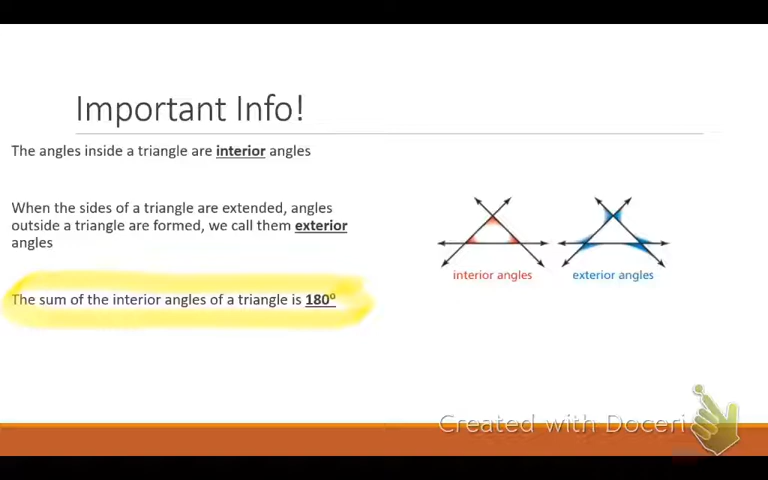 Important Info!
The angles inside a triangle are interior angles
When the sides of a triangle are extended, angles
outside a triangle are formed, we call them exterior
angles
The sum of the interior angles of a triangle is 180º
interior angles
exterior angles
Created with Doceri